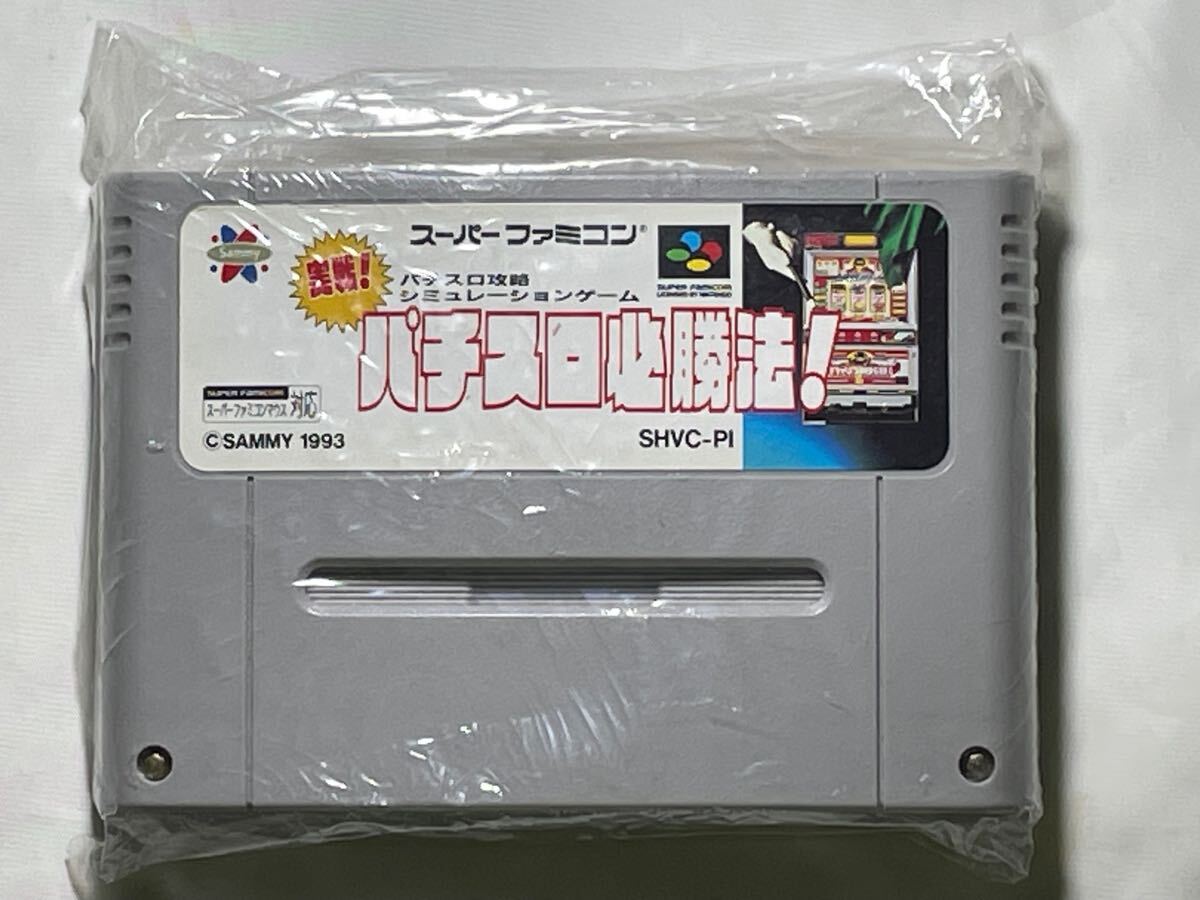 Sammy
スーパーファミコン®
実戦!
パチスロ攻略
シミュレーションゲーム
SUPER FAMICOM
LICENSED BY NINTENDO
パチスロ必勝法!
SUPER FAMICOM
スーパーファミコンマウス 対応
©SAMMY 1993
SHVC-PI